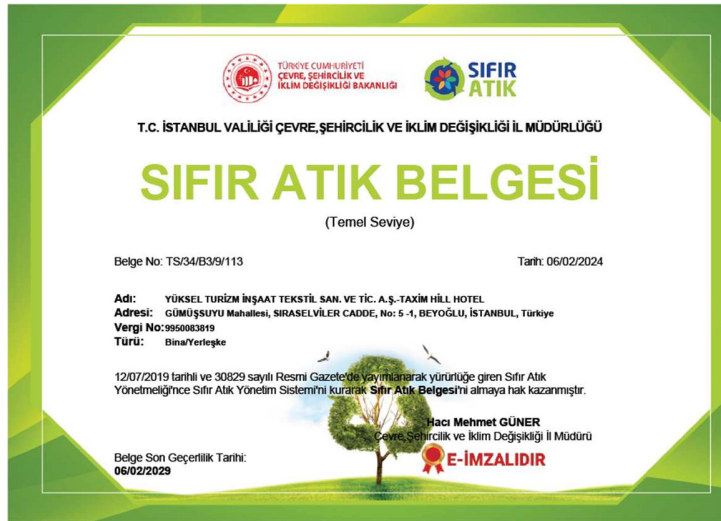 TÜRKİYE CUMHURİYETİ
ÇEVRE, ŞEHİRCİLİK VE
İKLİM DEĞİŞİKLİĞİ BAKANLIĞI
SIFIR
ATIK
T.C. İSTANBUL VALİLİĞİ ÇEVRE,ŞEHİRCİLİK VE İKLİM DEĞİŞİKLİĞİ İL MÜDÜRLÜĞÜ
SIFIR ATIK BELGESİ
(Temel Seviye)
Belge No: TS/34/B3/9/113 Tarih: 06/02/2024
Adı: YÜKSEL TURİZM İNŞAAT TEKSTİL SAN. VE TİC. A.Ş.-TAXIM HILL HOTEL
Adresi: GÜMÜŞSUYU Mahallesi, SIRASELVİLER CADDE, No: 5 -1, BEYOĞLU, İSTANBUL, Türkiye
Vergi No:9950083819
Türü: Bina/Yerleşke
12/07/2019 tarihli ve 30829 sayılı Resmi Gazete'de yayımlanarak yürürlüğe giren Sıfır Atık
Yönetmeliği'nce Sıfır Atık Yönetim Sistemi'ni kurarak Sıfır Atık Belgesi'ni almaya hak kazanmıştır.
Hacı Mehmet GÜNER
Çevre,Şehircilik ve İklim Değişikliği İl Müdürü
E-İMZALIDIR
Belge Son Geçerlilik Tarihi:
06/02/2029